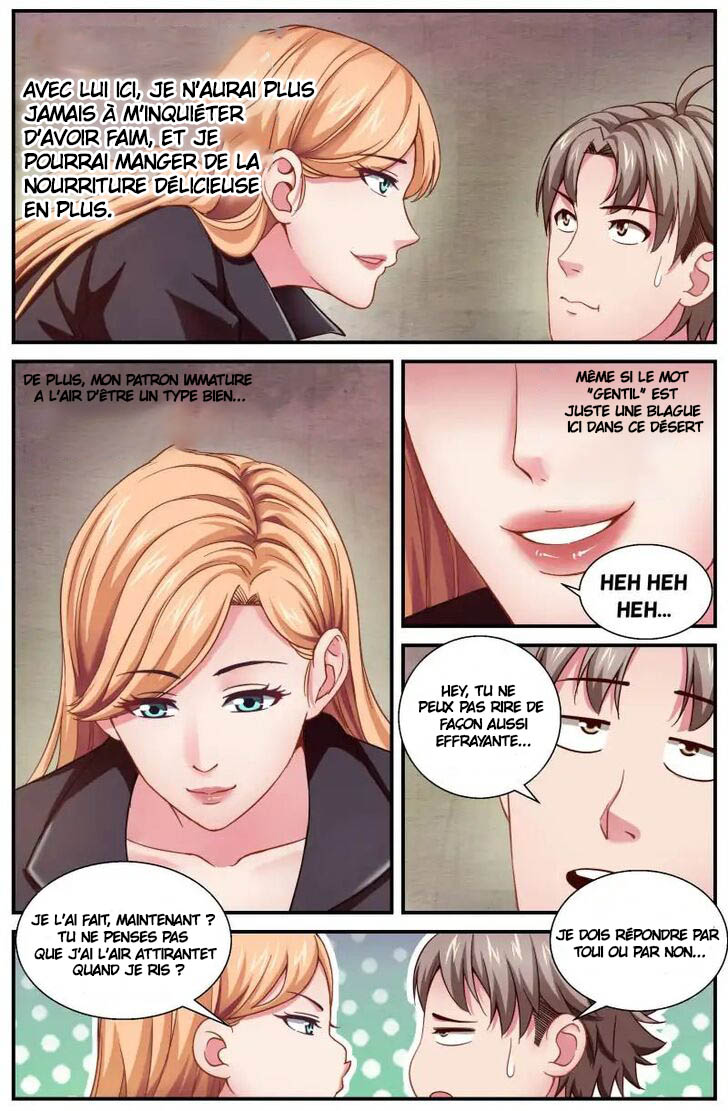 AVEC LUI ICI, JE N'AURAI PLUS
JAMAIS À M'INQUIÉTER
D'AVOIR FAIM, ET JE
POURRAI MANGER DE LA
NOURRITURE DÉLICIEUSE
EN PLUS.
DE PLUS, MON PATRON IMMATURE
A L'AIR D'ÊTRE UN TYPE BIEN...
MÊME SI LE MOT
"GENTIL" EST
JUSTE UNE BLAGUE
ICI DANS CE DÉSERT
HEH HEH
HEH...
HEY, TU NE
PEUX PAS RIRE DE
FAÇON AUSSI
EFFRAYANTE...
JE L'AI FAIT, MAINTENANT ?
TU NE PENSES PAS
QUE J'AI L'AIR ATTIRANTET
QUAND JE RIS ?
JE DOIS RÉPONDRE PAR
TOUI OU PAR NON...